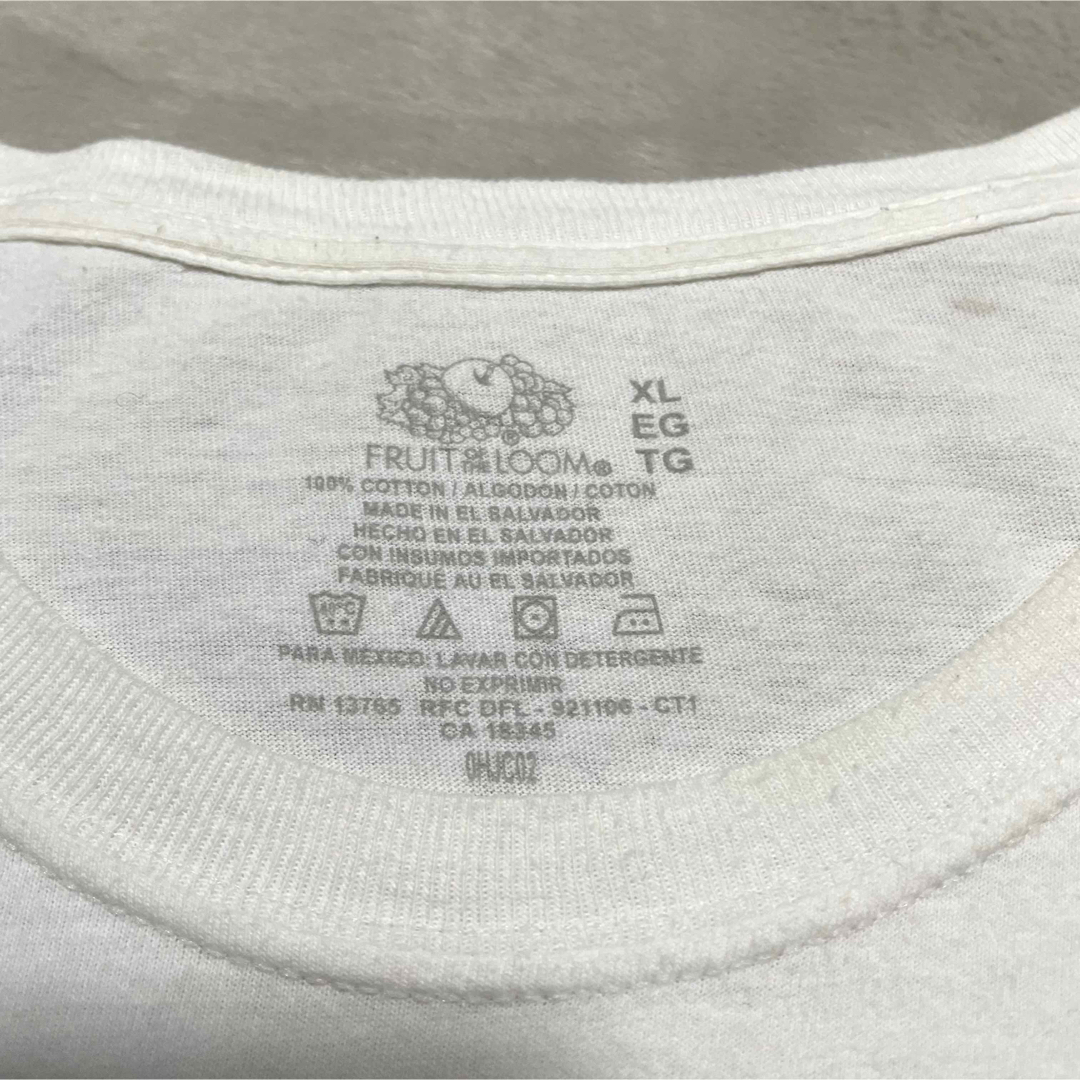 XL
EG
TG
FRUIT OF THE LOOM®
100% COTTON / ALGODON / COTON
MADE IN EL SALVADOR
HECHO EN EL SALVADOR
CON INSUMOS IMPORTADOS
FABRIQUE AU EL SALVADOR
40°C
PARA MEXICO: LAVAR CON DETERGENTE
NO EXPRIMIR
RN 13765 RFC DFL - 921106 - CT1
CA 18345
0HJC02